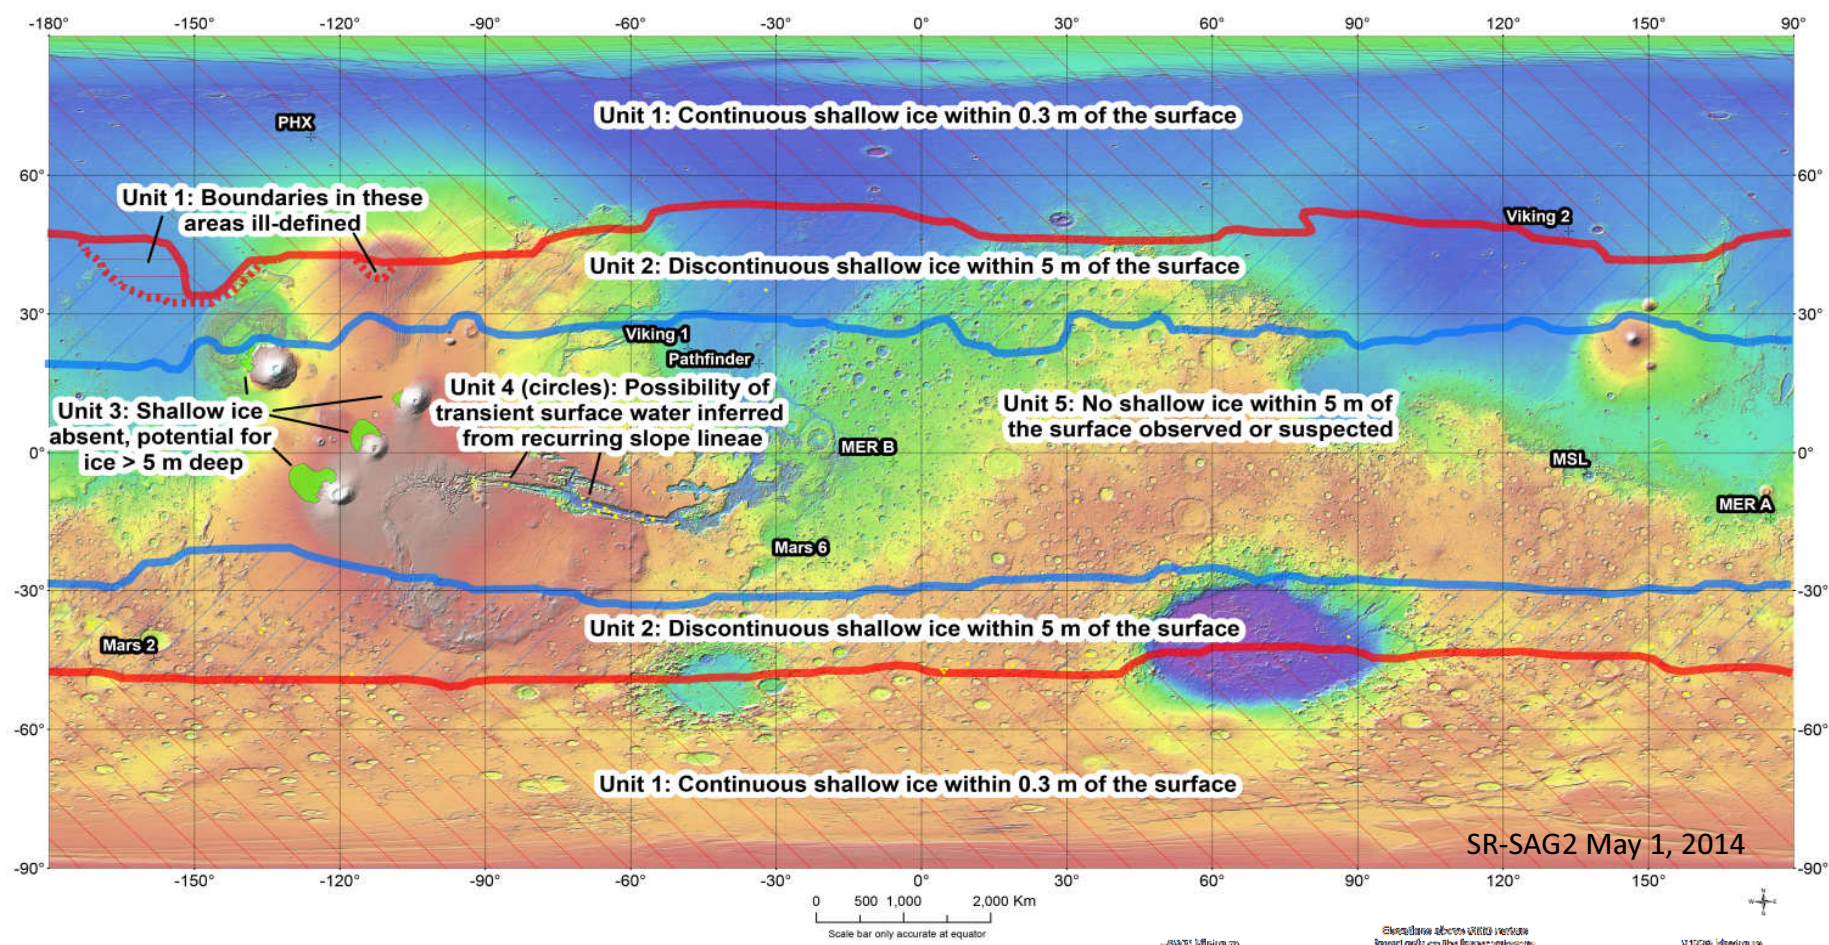 -180° -150° -120° -90° -60° -30° 0° 30° 60° 90° 120° 150° 90°
Unit 1: Continuous shallow ice within 0.3 m of the surface
PHX
60° 60°
Unit 1: Boundaries in these
areas ill-defined
Viking 2
Unit 2: Discontinuous shallow ice within 5 m of the surface
30° 30°
Viking 1
Pathfinder
Unit 4 (circles): Possibility of
transient surface water inferred
from recurring slope lineae
Unit 3: Shallow ice
absent, potential for
ice > 5 m deep
Unit 5: No shallow ice within 5 m of
the surface observed or suspected
MER B
0° 0°
MSL
MER A
Mars 6
-30° -30°
Unit 2: Discontinuous shallow ice within 5 m of the surface
Mars 2
-60° -60°
Unit 1: Continuous shallow ice within 0.3 m of the surface
SR-SAG2 May 1, 2014
-90° -90°
-150° -120° -90° -60° -30° 0° 30° 60° 90° 120° 150°
0 500 1,000 2,000 Km
Scale bar only accurate at equator
N
W E
S